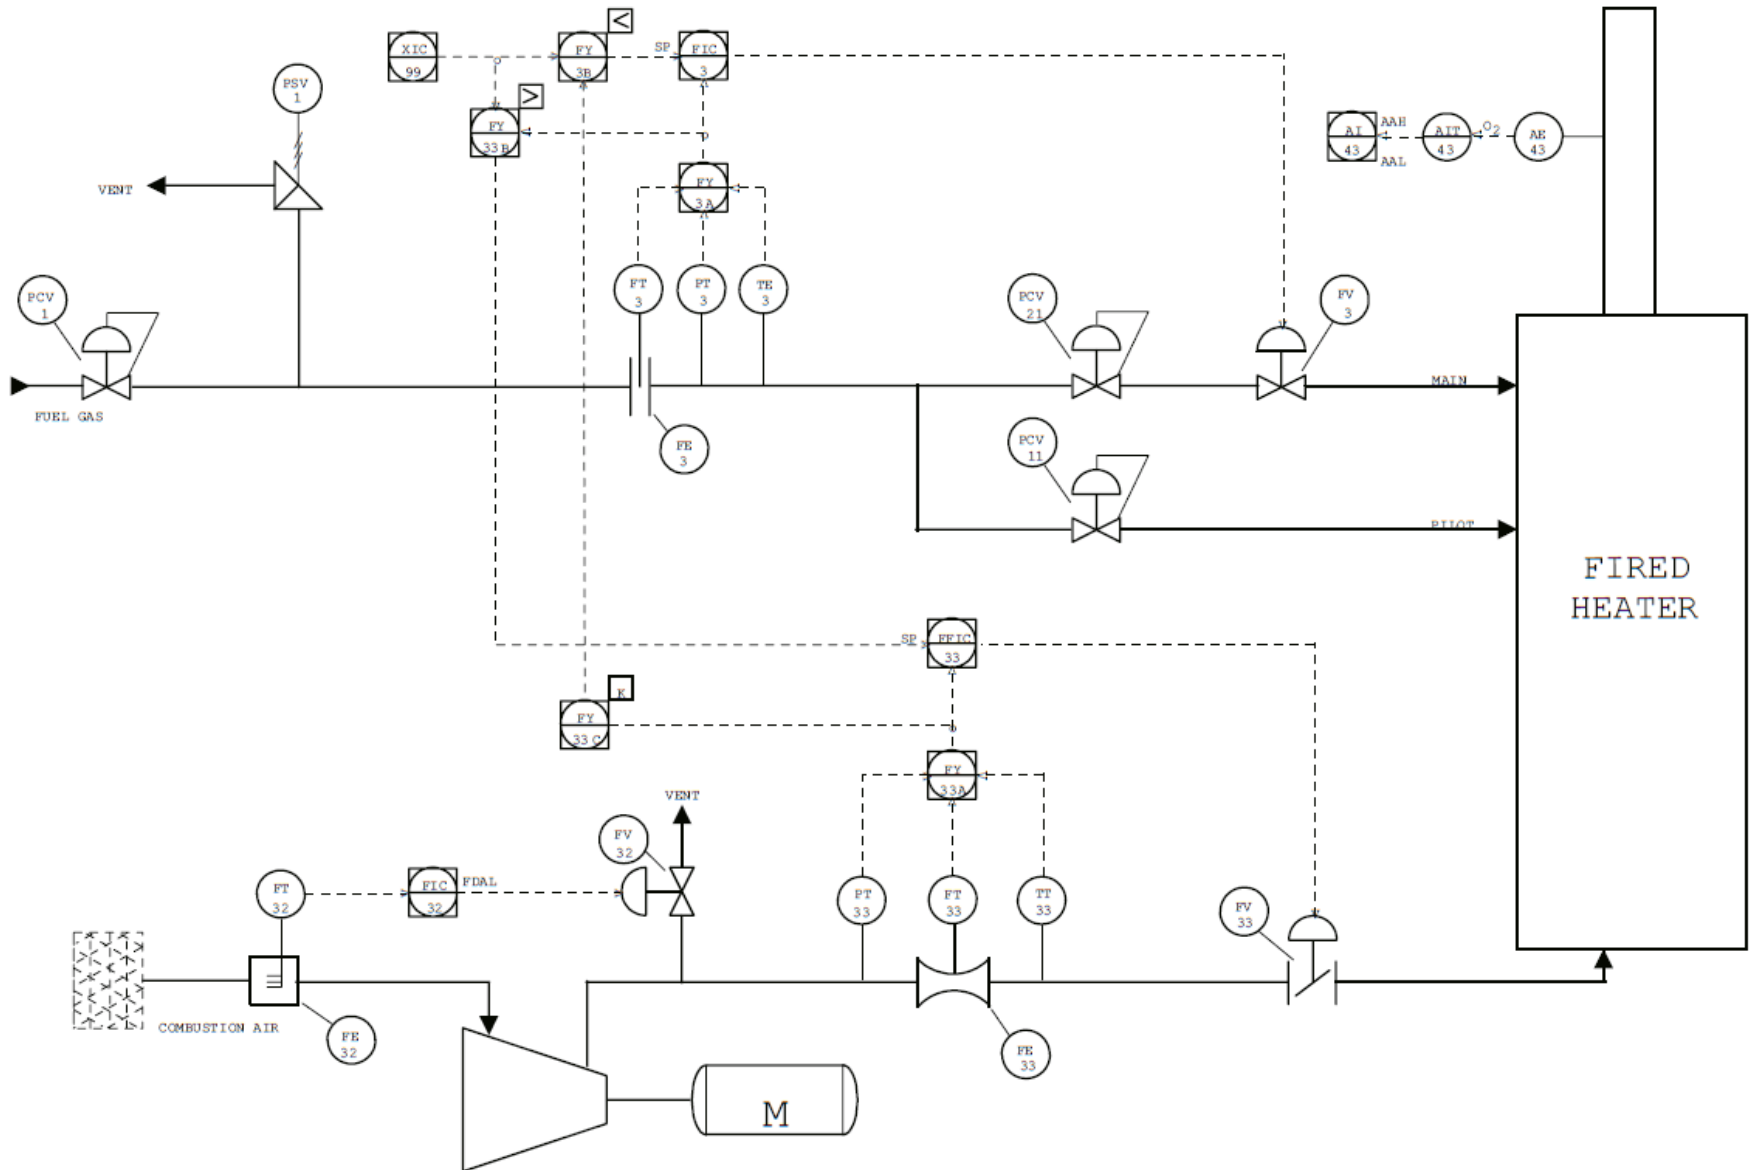 <
XIC
99
FY
3B
SP
FIC
3
PSV
1
>
FY
33B
AI
43
AAH
AAL
AIT
43
O2
AE
43
VENT
FY
3A
PCV
1
FT
3
PT
3
TE
3
PCV
21
FV
3
FUEL GAS
MAIN
FE
3
PCV
11
PILOT
FIRED
HEATER
SP
FFIC
33
K
FY
33C
FY
33A
VENT
FV
32
FT
32
FIC
32
FDAL
PT
33
FT
33
TT
33
FV
33
COMBUSTION AIR
FE
32
FE
33
M